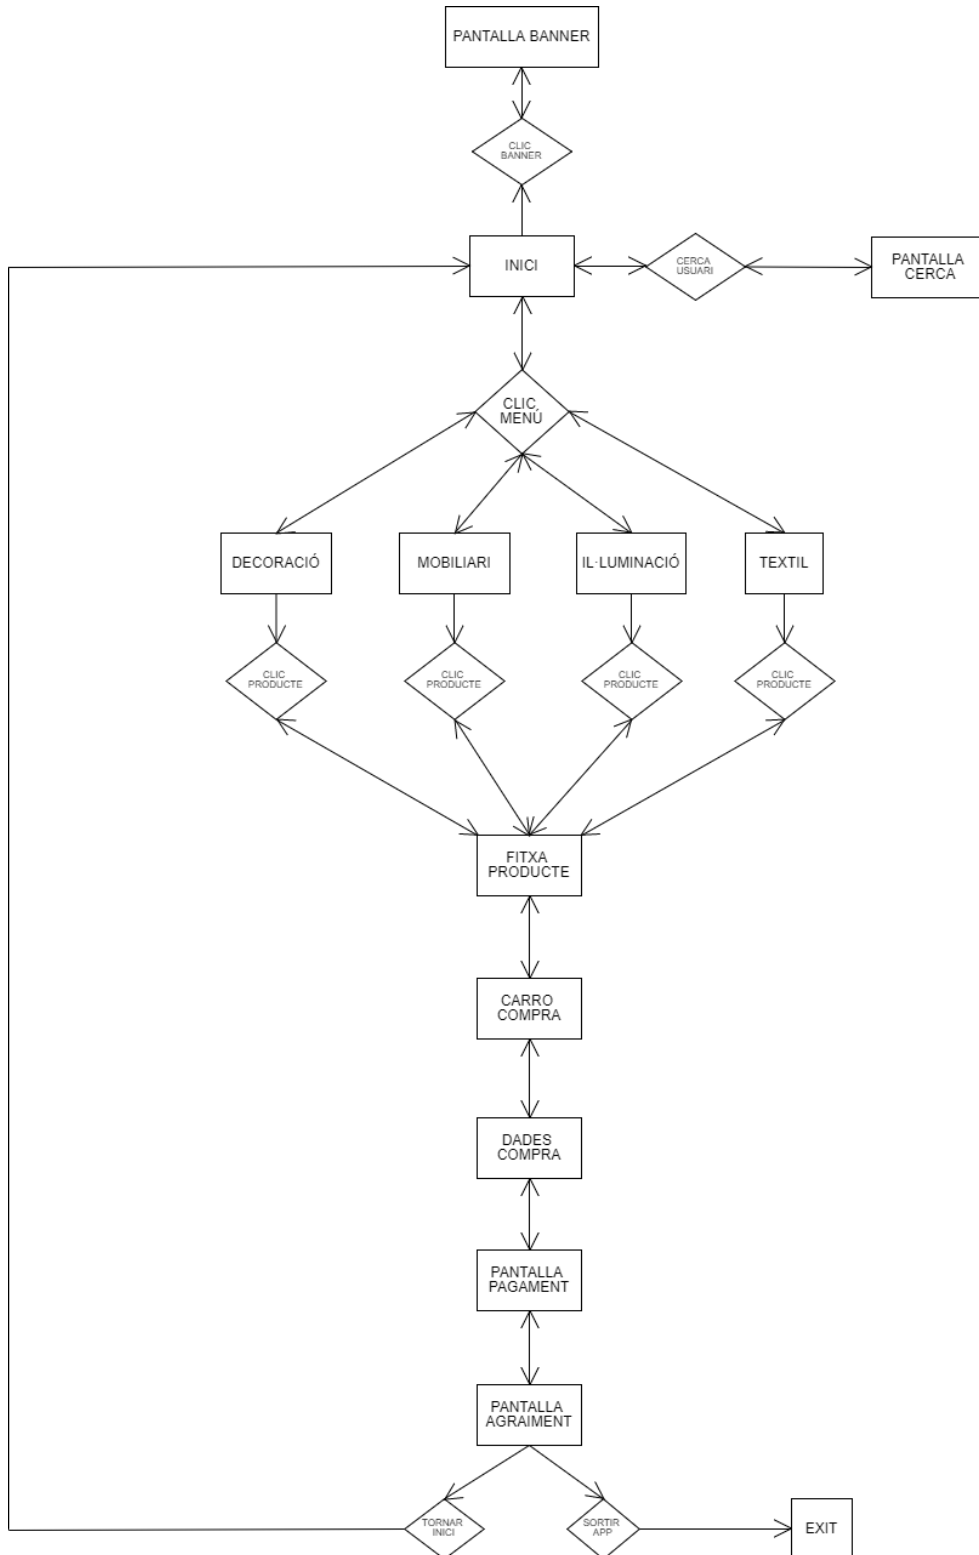 PANTALLA BANNER
CLIC
BANNER
INICI
CERCA
USUARI
PANTALLA
CERCA
CLIC
MENÚ
DECORACIÓ
MOBILIARI
IL·LUMINACIÓ
TEXTIL
CLIC
PRODUCTE
CLIC
PRODUCTE
CLIC
PRODUCTE
CLIC
PRODUCTE
FITXA
PRODUCTE
CARRO
COMPRA
DADES
COMPRA
PANTALLA
PAGAMENT
PANTALLA
AGRAIMENT
TORNAR
INICI
SORTIR
APP
EXIT